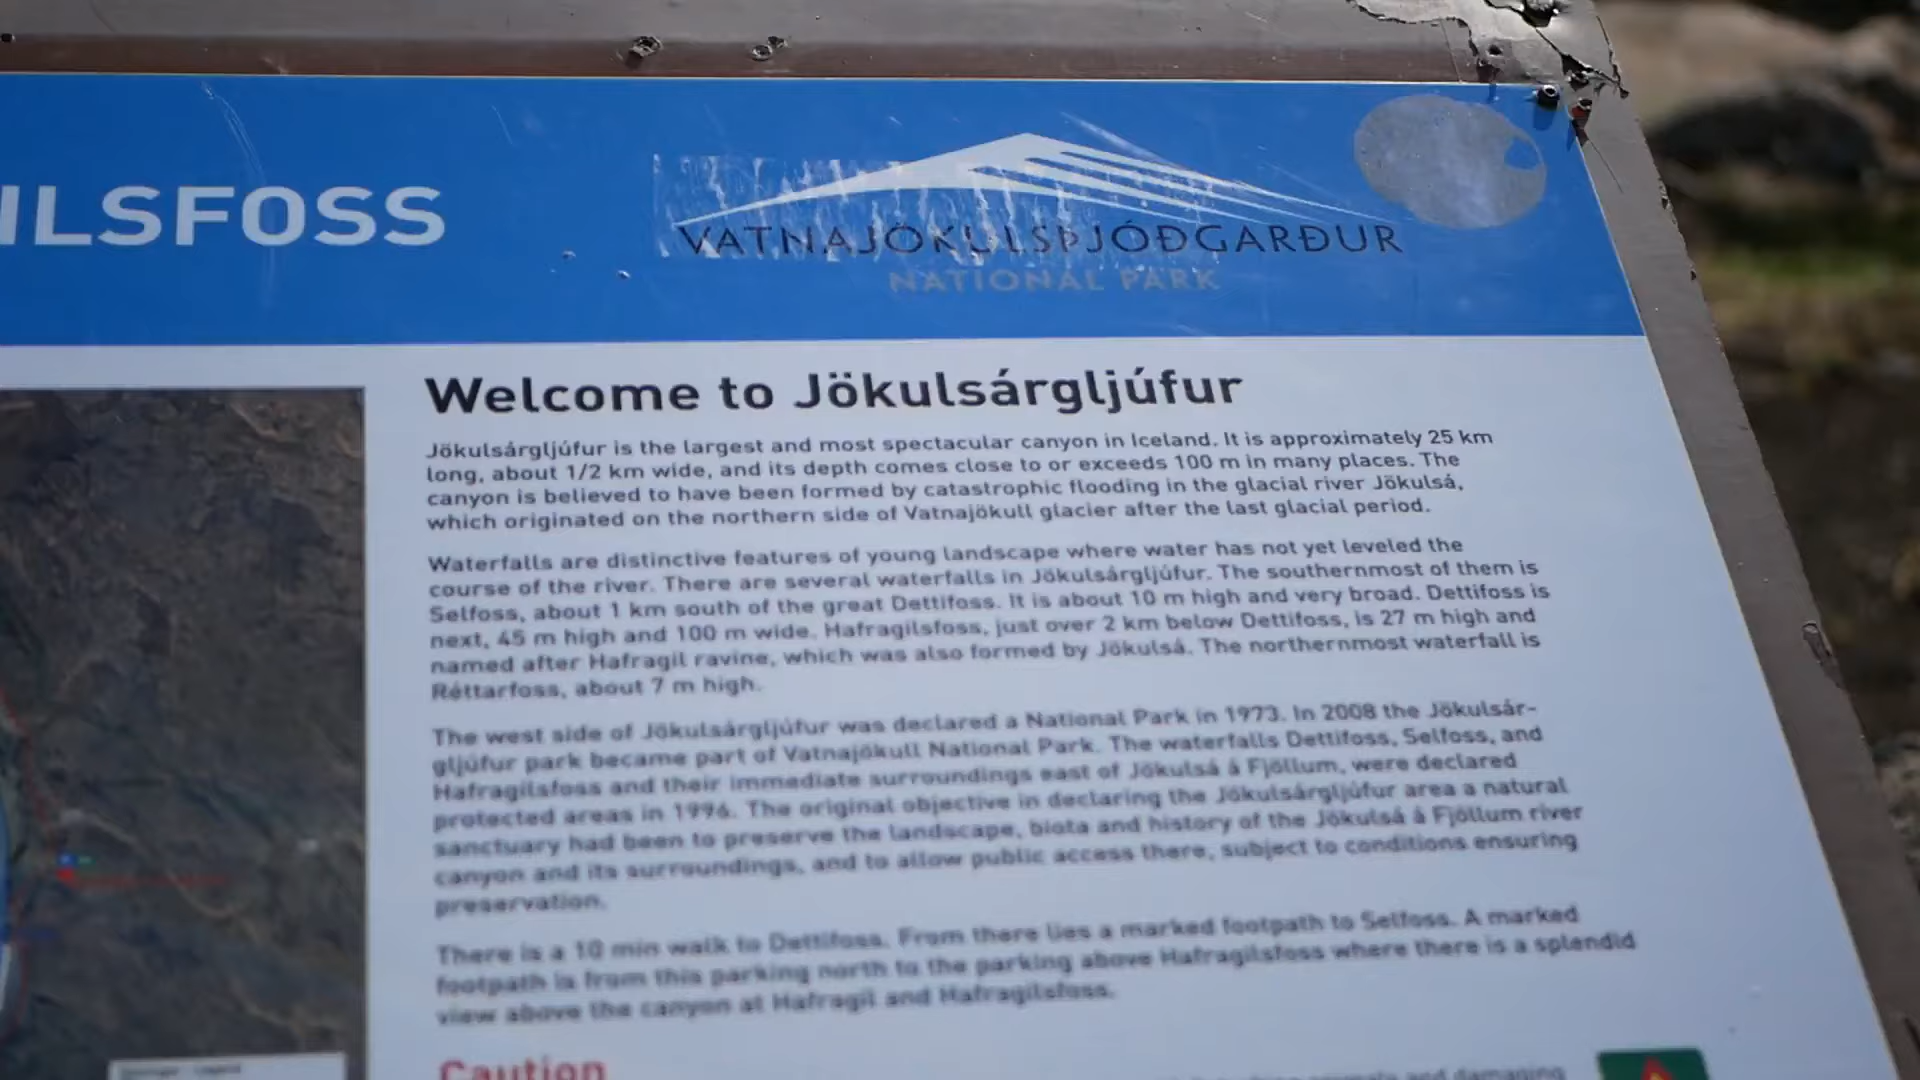 ILSFOSS
VATNAJÖKULSÞJÓÐGARÐUR
NATIONAL PARK
Welcome to Jökulsárgljúfur
Jökulsárgljúfur is the largest and most spectacular canyon in Iceland. It is approximately 25 km
long, about 1/2 km wide, and its depth comes close to or exceeds 100 m in many places. The
canyon is believed to have been formed by catastrophic flooding in the glacial river Jökulsá,
which originated on the northern side of Vatnajökull glacier after the last glacial period.
Waterfalls are distinctive features of young landscape where water has not yet leveled the
course of the river. There are several waterfalls in Jökulsárgljúfur. The southernmost of them is
Selfoss, about 1 km south of the great Dettifoss. It is about 10 m high and very broad. Dettifoss is
next, 45 m high and 100 m wide. Hafragilsfoss, just over 2 km below Dettifoss, is 27 m high and
named after Hafragil ravine, which was also formed by Jökulsá. The northernmost waterfall is
Réttarfoss, about 7 m high.
The west side of Jökulsárgljúfur was declared a National Park in 1973. In 2008 the Jökulsár-
gljúfur park became part of Vatnajökull National Park. The waterfalls Dettifoss, Selfoss, and
Hafragilsfoss and their immediate surroundings east of Jökulsá á Fjöllum, were declared
protected areas in 1996. The original objective in declaring the Jökulsárgljúfur area a natural
sanctuary had been to preserve the landscape, biota and history of the Jökulsá á Fjöllum river
canyon and its surroundings, and to allow public access there, subject to conditions ensuring
preservation.
There is a 10 min walk to Dettifoss. From there lies a marked footpath to Selfoss. A marked
footpath is from this parking north to the parking above Hafragilsfoss where there is a splendid
view above the canyon at Hafragil and Hafragilsfoss.
Caution
and damaging